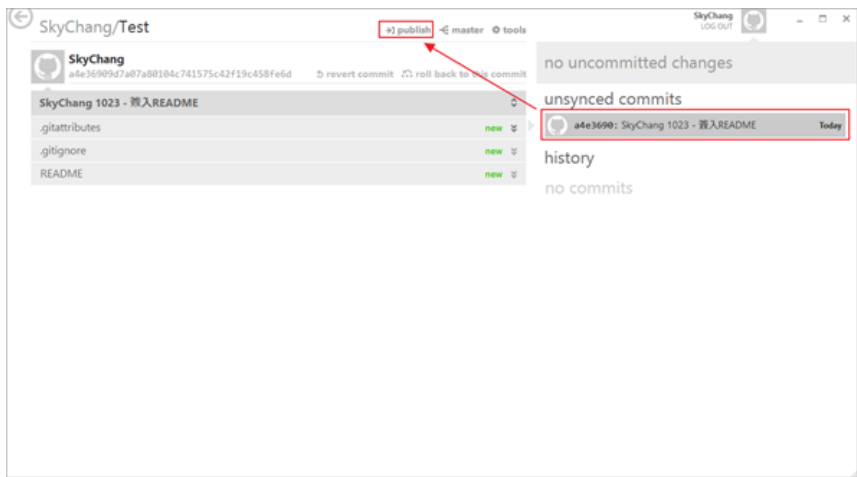 SkyChang/Test
publish master tools
SkyChang
LOG OUT
SkyChang
a4e36909d7a07a80104c741575c42f19c458fe6d revert commit roll back to this commit
SkyChang 1023 - 簽入README
.gitattributes new
.gitignore new
README new
no uncommitted changes
unsynced commits
a4e3690: SkyChang 1023 - 簽入README Today
history
no commits